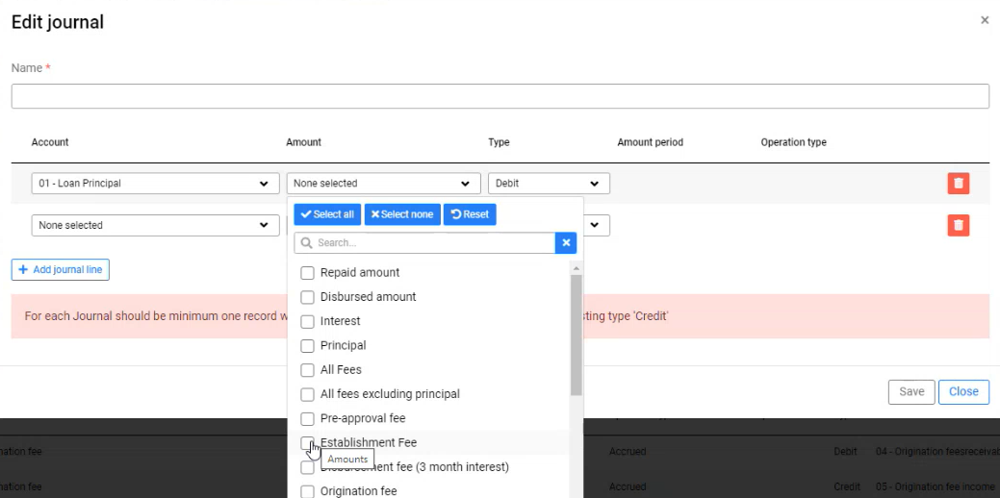 Edit journal
×
Name *
Account Amount Type Amount period Operation type
01 - Loan Principal None selected Debit
Select all Select none Reset
None selected
Search...
+ Add journal line
Repaid amount
Disbursed amount
For each Journal should be minimum one record w
sting type 'Credit'
Interest
Principal
All Fees
All fees excluding principal
Save Close
Pre-approval fee
Establishment Fee
nation fee Accrued Debit 04 - Origination feesreceivab
Amounts
ment fee (3 month interest)
nation fee Accrued Credit 05 - Origination fee income
Origination fee